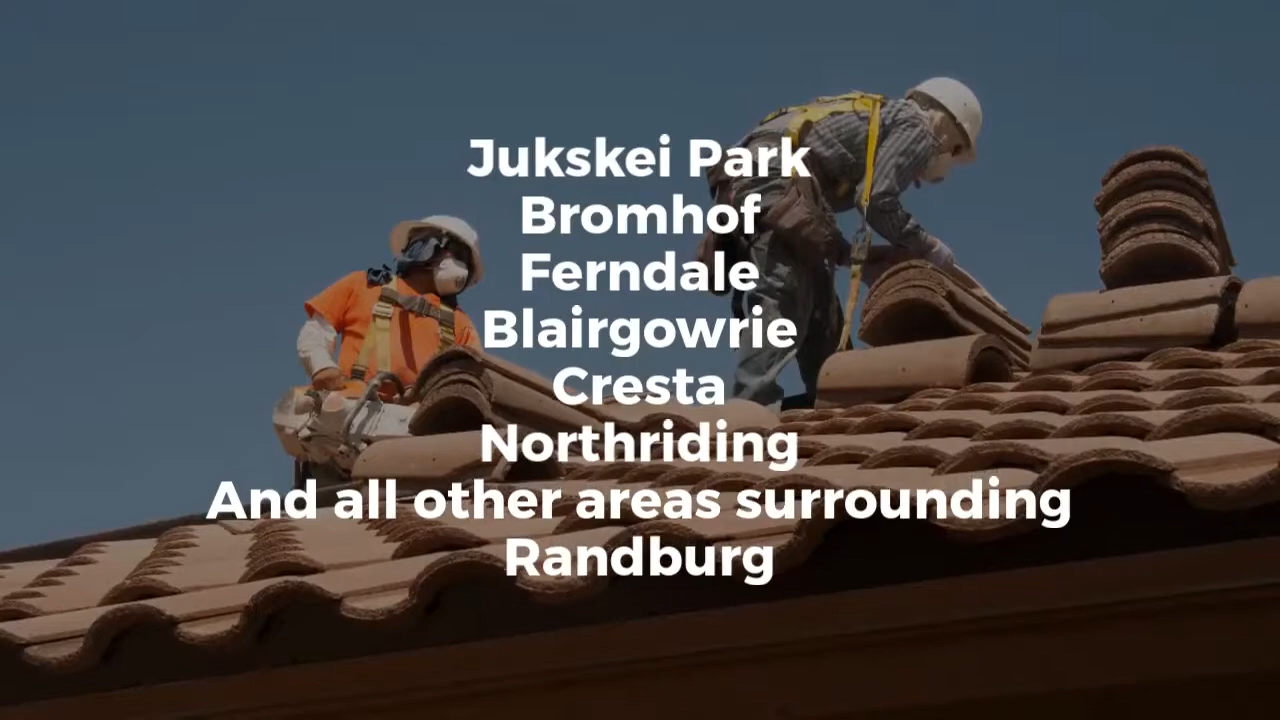 Jukskei Park
Bromhof
Ferndale
Blairgowrie
Cresta
Northriding
And all other areas surrounding
Randburg